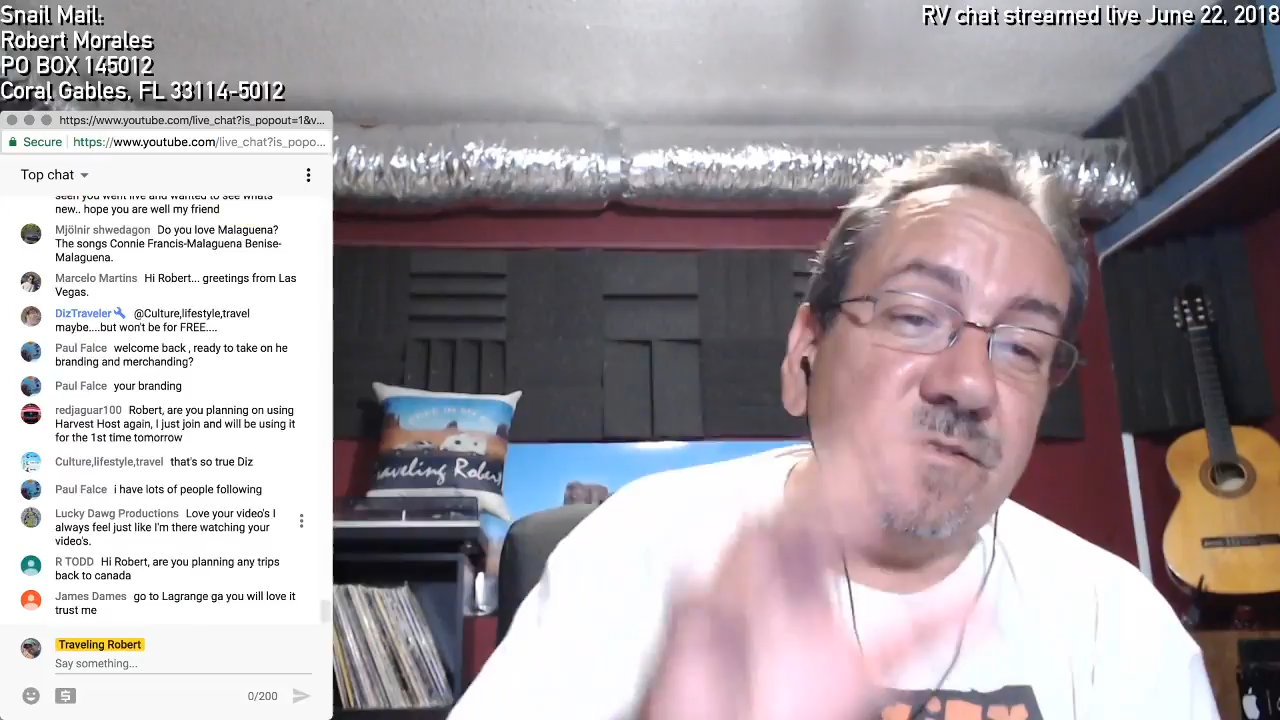 Snail Mail:
Robert Morales
PO BOX 145012
Coral Gables, FL 33114-5012
RV chat streamed live June 22, 2018
https://www.youtube.com/live_chat?is_popout=1&v...
Secure https://www.youtube.com/live_chat?is_popo...
Top chat
seen you went live and wanted to see whats
new.. hope you are well my friend
Mjölnir shwedagon Do you love Malaguena?
The songs Connie Francis-Malaguena Benise-
Malaguena.
Marcelo Martins Hi Robert... greetings from Las
Vegas.
DizTraveler @Culture,lifestyle,travel
maybe....but won't be for FREE....
Paul Falce welcome back , ready to take on he
branding and merchanding?
Paul Falce your branding
redjaguar100 Robert, are you planning on using
Harvest Host again, I just join and will be using it
for the 1st time tomorrow
Culture,lifestyle,travel that's so true Diz
Paul Falce i have lots of people following
Lucky Dawg Productions Love your video's I
always feel just like I'm there watching your
video's.
R TODD Hi Robert, are you planning any trips
back to canada
James Dames go to Lagrange ga you will love it
trust me
Traveling Robert
Say something...
0/200
raveling Robert